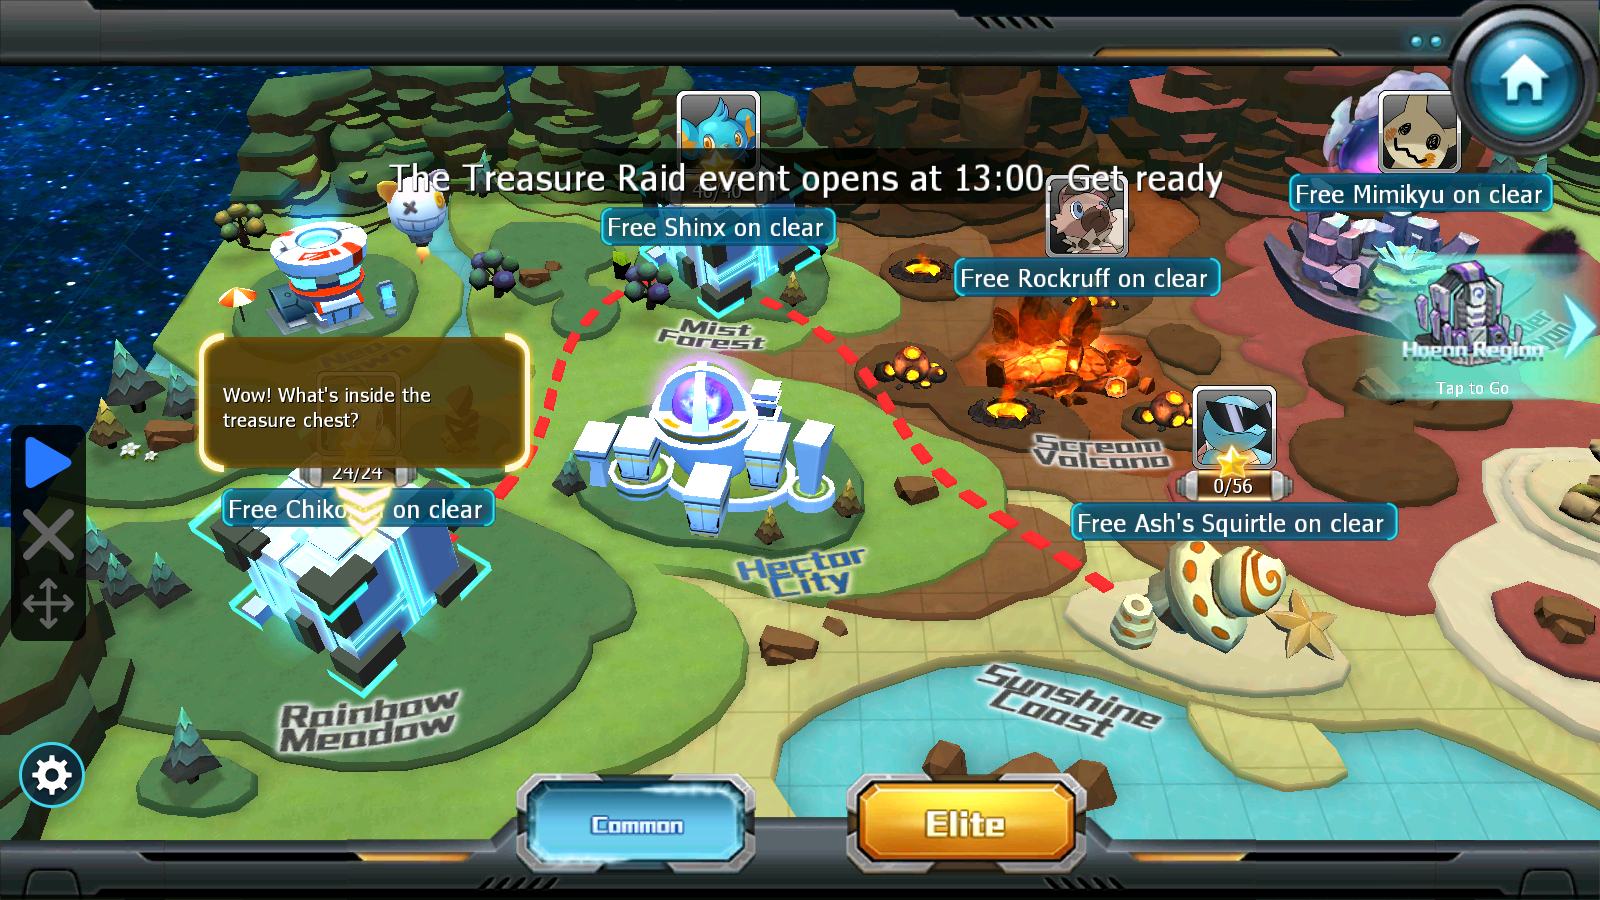 The Treasure Raid event opens at 13:00. Get ready
Free Mimikyu on clear
Free Shinx on clear
Free Rockruff on clear
Mist
Forest
Hoenn Region
Tap to Go
Wow! What's inside the
treasure chest?
24/24
Free Chiko on clear
Scream
Volcano
0/56
Free Ash's Squirtle on clear
Hector
City
Rainbow
Meadow
Sunshine
Coast
Common
Elite